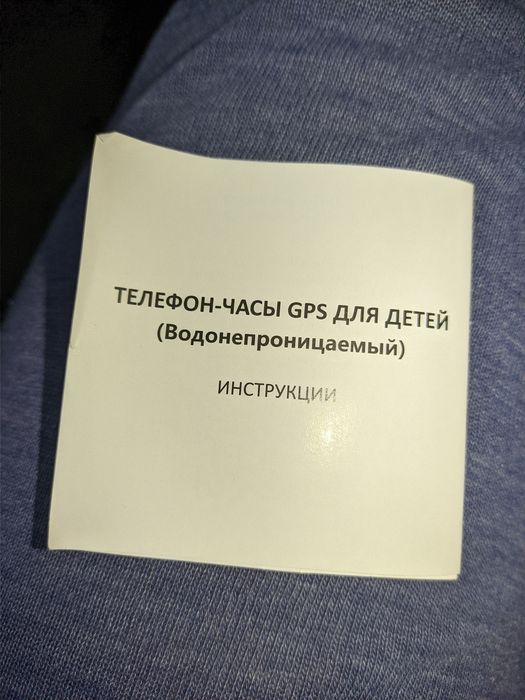 ТЕЛЕФОН-ЧАСЫ GPS ДЛЯ ДЕТЕЙ
(Водонепроницаемый)
ИНСТРУКЦИИ